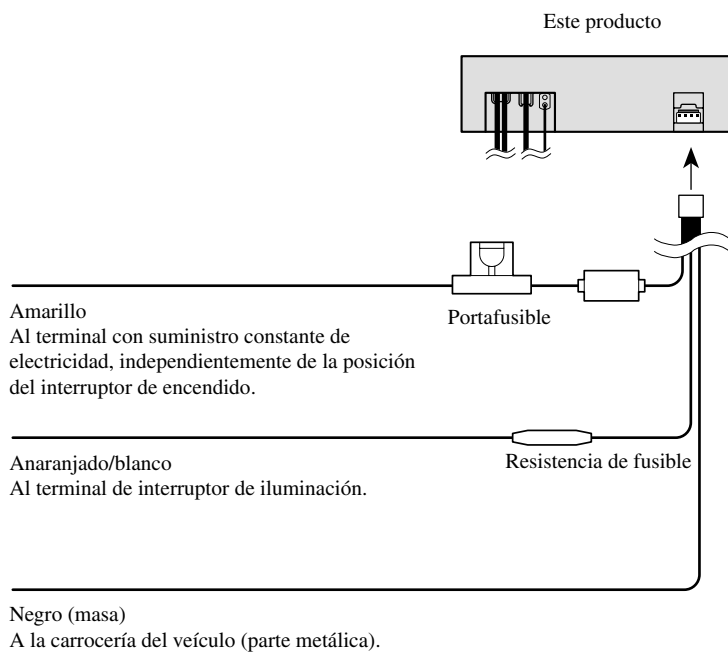 Este producto
Amarillo
Al terminal con suministro constante de
electricidad, independientemente de la posición
del interruptor de encendido.
Portafusible
Anaranjado/blanco
Al terminal de interruptor de iluminación.
Resistencia de fusible
Negro (masa)
A la carrocería del veículo (parte metálica).